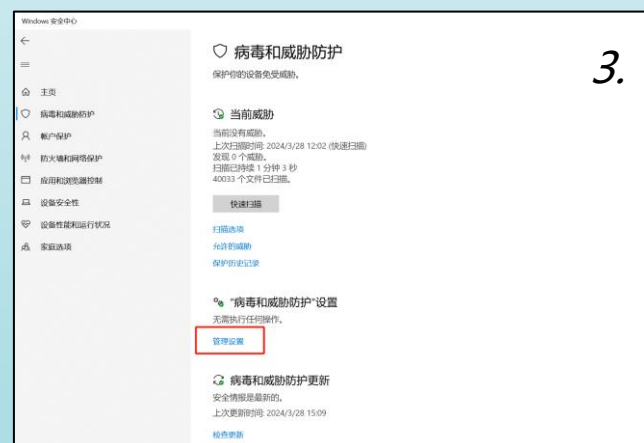 Windows 安全中心
主页
病毒和威胁防护
帐户保护
防火墙和网络保护
应用和浏览器控制
设备安全性
设备性能和运行状况
家庭选项
病毒和威胁防护
保护你的设备免受威胁。
当前威胁
当前没有威胁。
上次扫描时间: 2024/3/28 12:02 (快速扫描)
发现 0 个威胁。
扫描已持续 1 分钟 3 秒
40033 个文件已扫描。
快速扫描
扫描选项
允许的威胁
保护历史记录
“病毒和威胁防护”设置
无需执行任何操作。
管理设置
病毒和威胁防护更新
安全情报是最新的。
上次更新时间: 2024/3/28 15:09
检查更新
3.